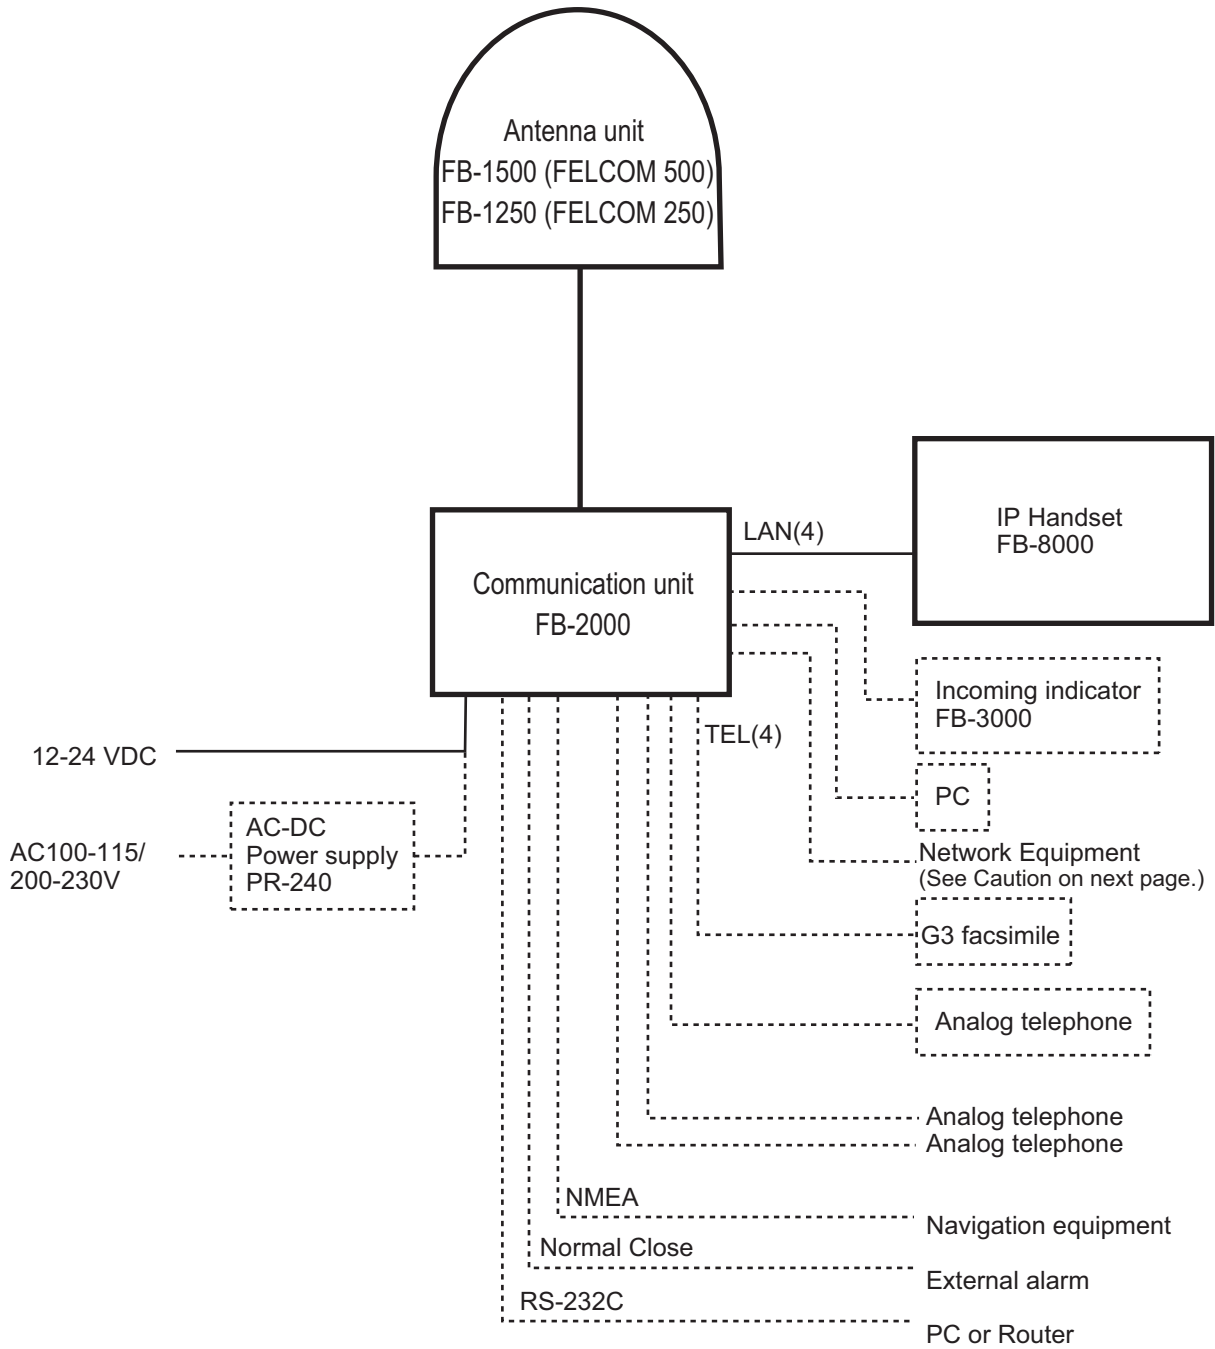 Antenna unit
FB-1500 (FELCOM 500)
FB-1250 (FELCOM 250)
LAN(4)
IP Handset
FB-8000
Communication unit
FB-2000
Incoming indicator
FB-3000
TEL(4)
12-24 VDC
PC
AC100-115/
200-230V
AC-DC
Power supply
PR-240
Network Equipment
(See Caution on next page.)
G3 facsimile
Analog telephone
Analog telephone
Analog telephone
NMEA
Navigation equipment
Normal Close
External alarm
RS-232C
PC or Router